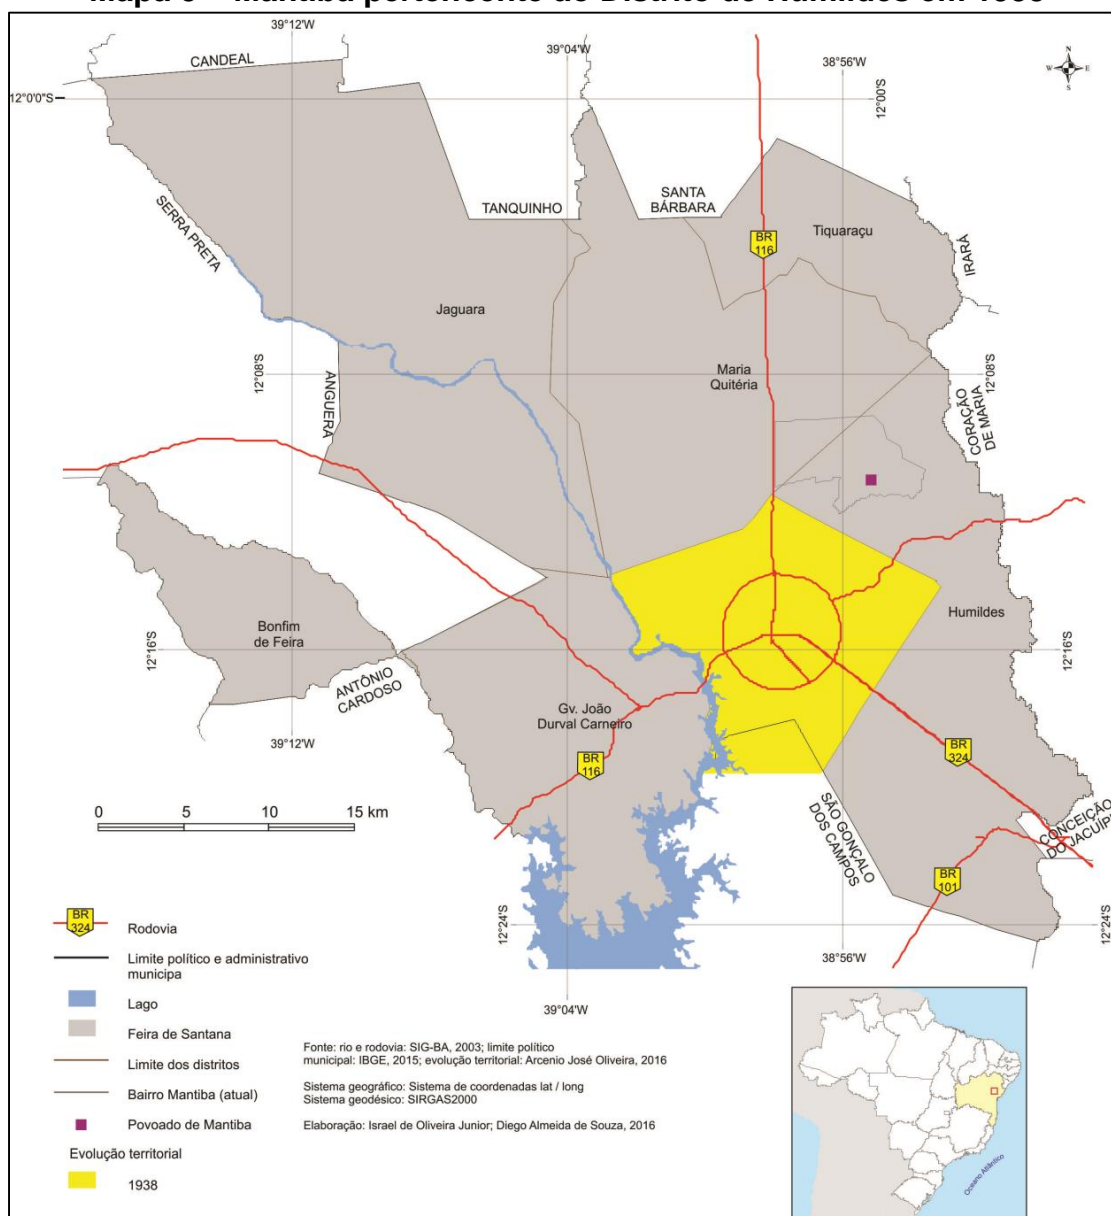 Mantiba pertencente ao Distrito de Humildes em
39°12'W
39°04'W
38°56'W
N
W E
S
CANDEAL
12°0'0"S
12°00'S
SERRA PRETA
TANQUINHO
SANTA
BÁRBARA
BR
116
Tiquaraçu
IRARÁ
Jaguara
Maria
Quitéria
12°08'S
12°08'S
ANGUERA
CORAÇÃO
DE MARIA
Humildes
Bonfim
de Feira
12°16'S
12°16'S
ANTÔNIO
CARDOSO
39°12'W
Gv. João
Durval Carneiro
BR
116
BR
324
SÃO GONÇALO
DOS CAMPOS
CONCEIÇÃO
DO JACUÍP
BR
101
0 5 10 15 km
12°24'S
12°24'S
38°56'W
39°04'W
BR
324
Rodovia
Limite político e administrativo
municipa
Lago
Feira de Santana
Limite dos distritos
Bairro Mantiba (atual)
Povoado de Mantiba
Evolução territorial
1938
Fonte: rio e rodovia: SIG-BA, 2003; limite político
municipal: IBGE, 2015; evolução territorial: Arcenio José Oliveira, 2016
Sistema geográfico: Sistema de coordenadas lat / long
Sistema geodésico: SIRGAS2000
Elaboração: Israel de Oliveira Junior; Diego Almeida de Souza, 2016
Oceano Atlântico